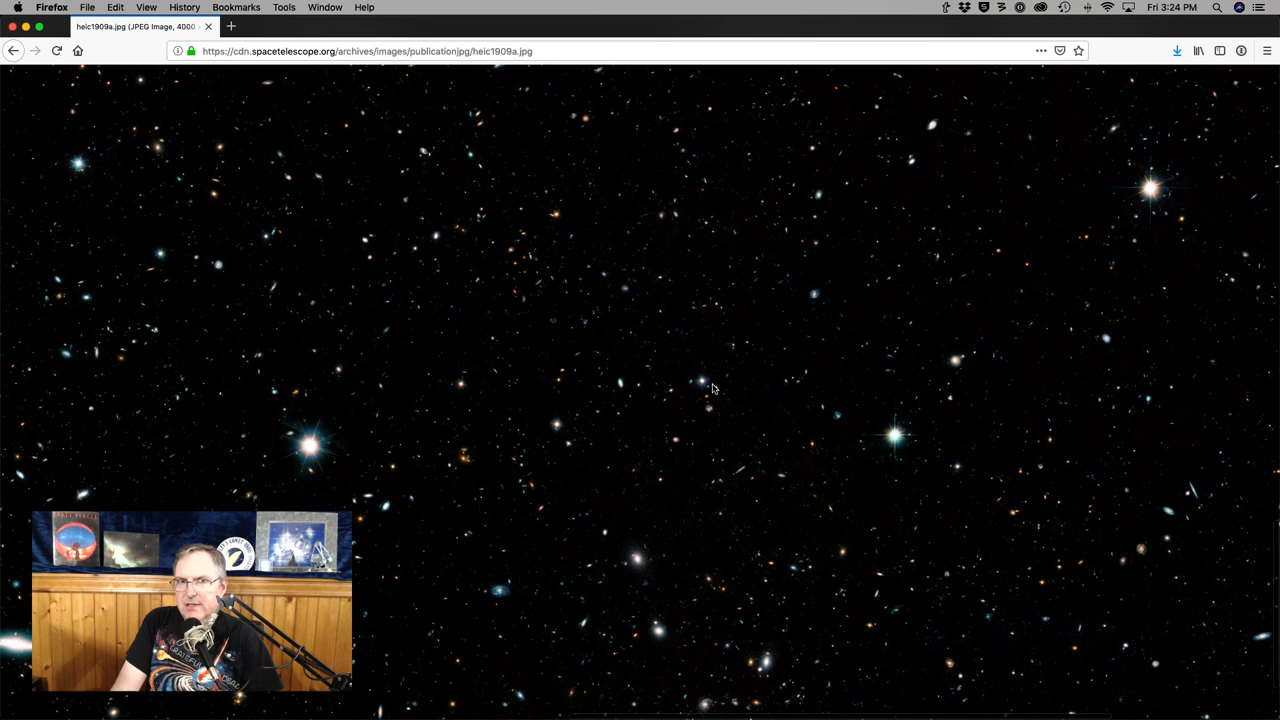 Firefox File Edit View History Bookmarks Tools Window Help
Fri 3:24 PM
heic1909a.jpg (JPEG Image, 4000
https://cdn.spacetelescope.org/archives/images/publicationjpg/heic1909a.jpg
GRATEFUL